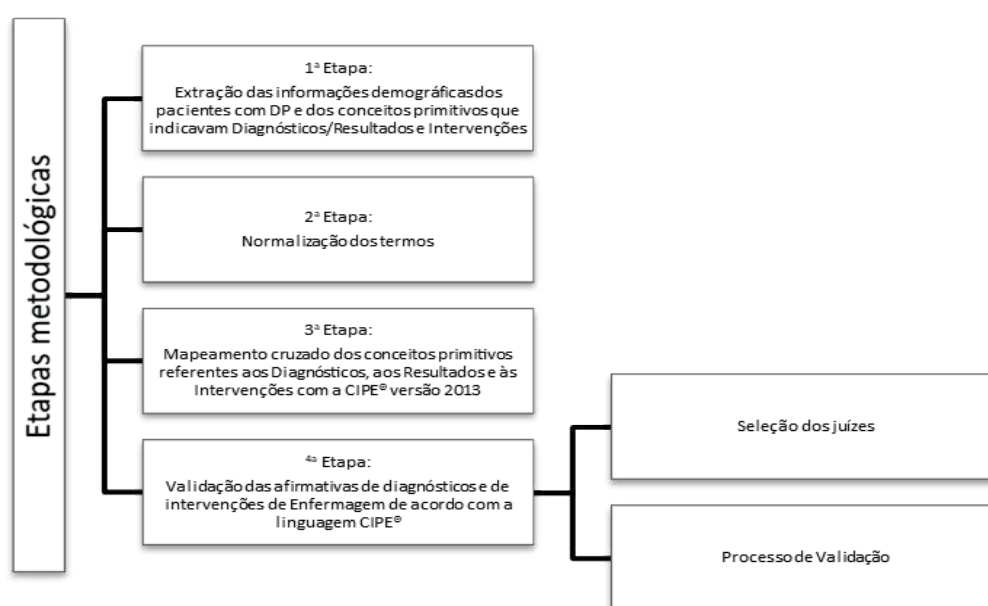 Etapas metodológicas
1ª Etapa:
Extração das informações demográficas dos
pacientes com DP e dos conceitos primitivos que
indicavam Diagnósticos/Resultados e Intervenções
2ª Etapa:
Normalização dos termos
3ª Etapa:
Mapeamento cruzado dos conceitos primitivos
referentes aos Diagnósticos, aos Resultados e às
Intervenções com a CIPE® versão 2013
4ª Etapa:
Validação das afirmativas de diagnósticos e de
intervenções de Enfermagem de acordo com a
linguagem CIPE®
Seleção dos juízes
Processo de Validação